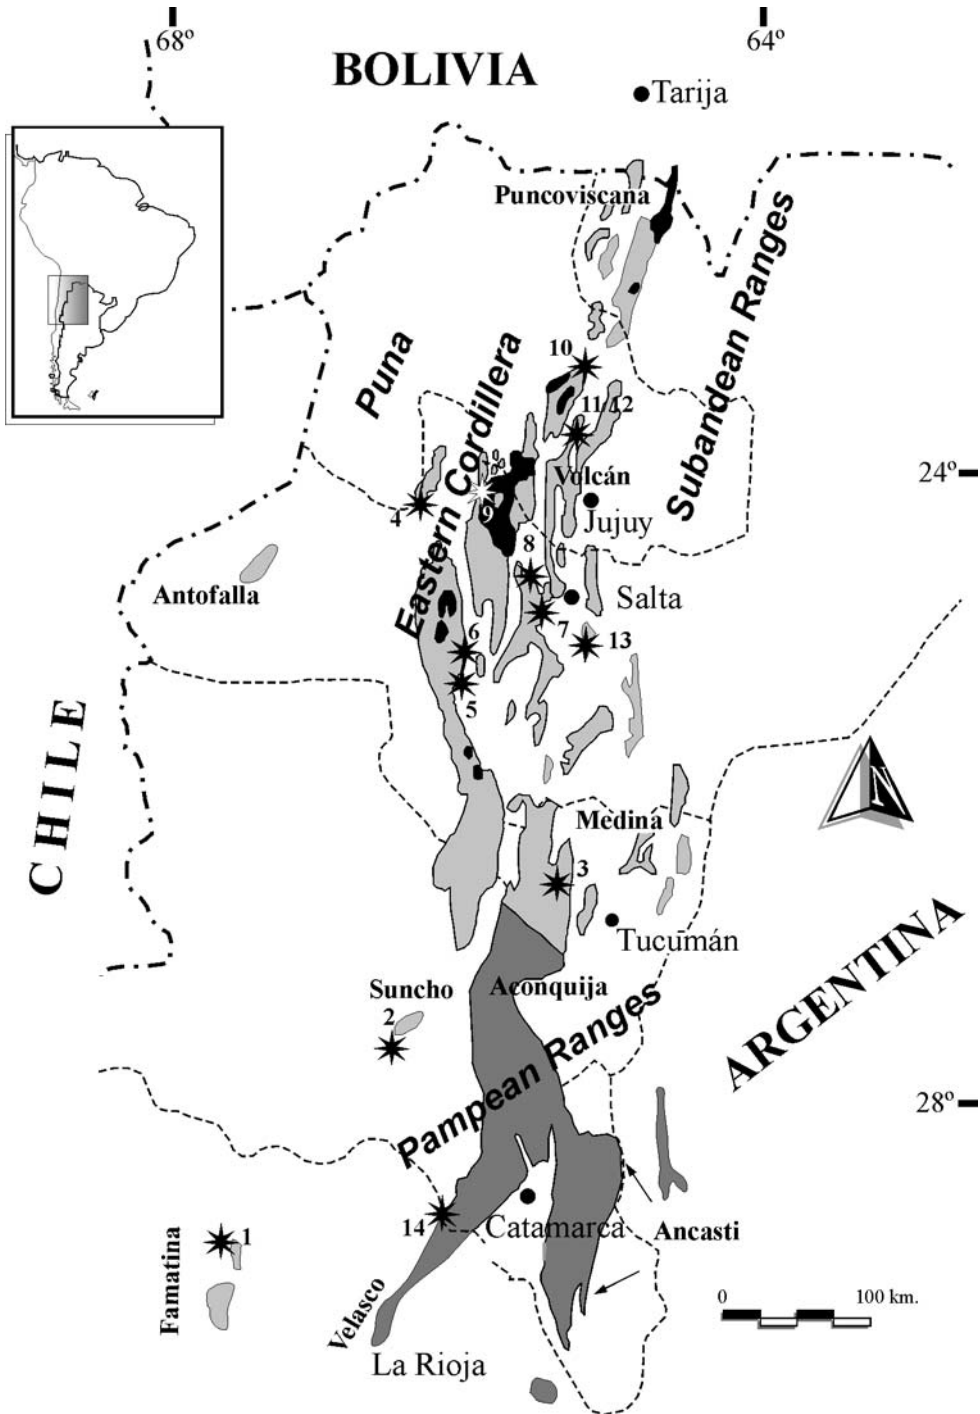 68º
64º
BOLIVIA
Tarija
Puncoviscana
Subandean Ranges
Puna
Eastern Cordillera
10
11/12
24º
Volcán
4
9
Jujuy
8
Antofalla
Salta
6
7
13
5
CHILE
N
Medina
3
Tucumán
ARGENTINA
Suncho
Aconquija
2
Pampean Ranges
28º
14
Catamarca
Ancasti
1
Famatina
Velasco
0 100 km.
La Rioja